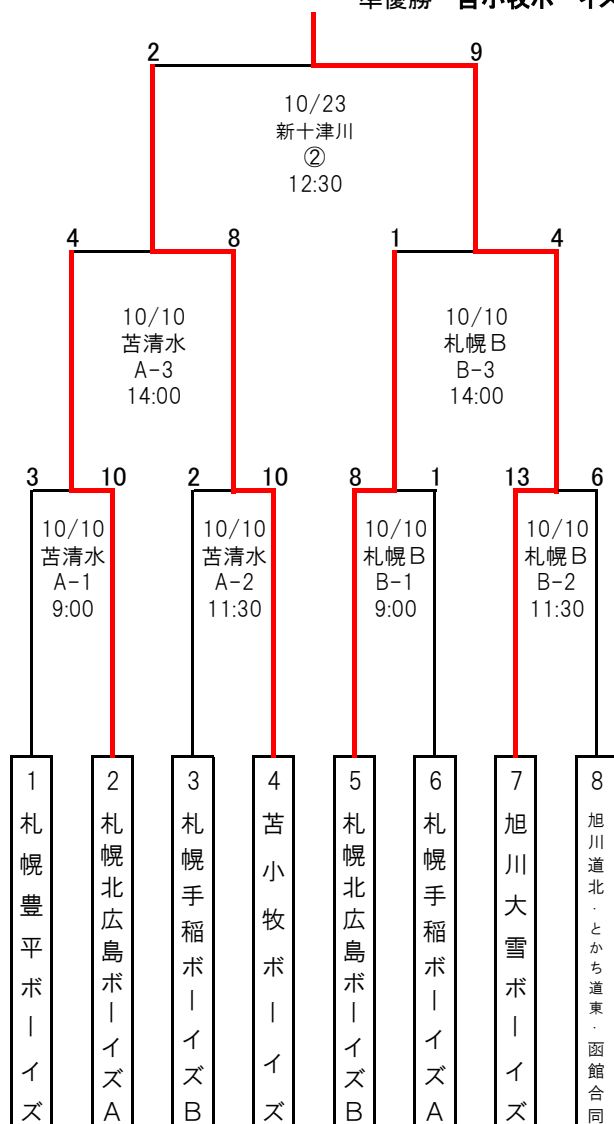 準優勝 苫小牧ボーイズ
2 9
10/23
新十津川
②
12:30
4 8 1 4
10/10
苫清水
A-3
14:00
10/10
札幌B
B-3
14:00
3 10 2 10 8 1 13 6
10/10
苫清水
A-1
9:00
10/10
苫清水
A-2
11:30
10/10
札幌B
B-1
9:00
10/10
札幌B
B-2
11:30
1
札幌豊平ボーイズ
2
札幌北広島ボーイズA
3
札幌手稲ボーイズB
4
苫小牧ボーイズ
5
札幌北広島ボーイズB
6
札幌手稲ボーイズA
7
旭川大雪ボーイズ
8
旭川道北・とかち道東・函館合同